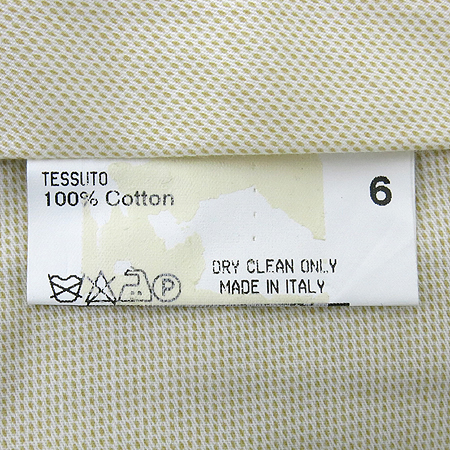 TESSUTO
100% Cotton
6
P
DRY CLEAN ONLY
MADE IN ITALY